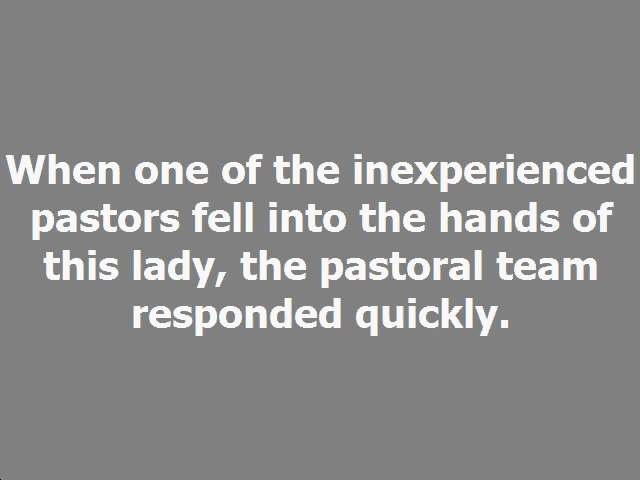 When one of the inexperienced
pastors fell into the hands of
this lady, the pastoral team
responded quickly.